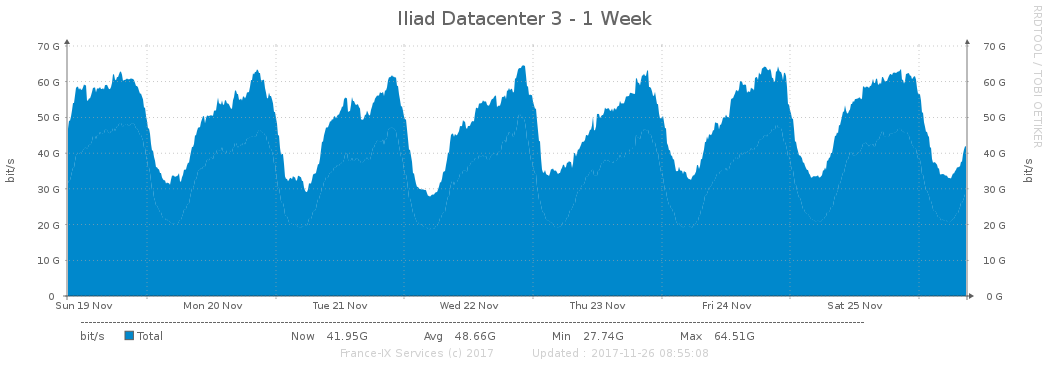 Iliad Datacenter 3 - 1 Week
RRDTOOL / TOBI OETIKER
70 G 70 G
60 G 60 G
50 G 50 G
40 G 40 G
30 G 30 G
20 G 20 G
10 G 10 G
0 0 G
bit/s bit/s
Sun 19 Nov Mon 20 Nov Tue 21 Nov Wed 22 Nov Thu 23 Nov Fri 24 Nov Sat 25 Nov
bit/s Total Now 41.95G Avg 48.66G Min 27.74G Max 64.51G
France-IX Services (c) 2017 Updated : 2017-11-26 08:55:08